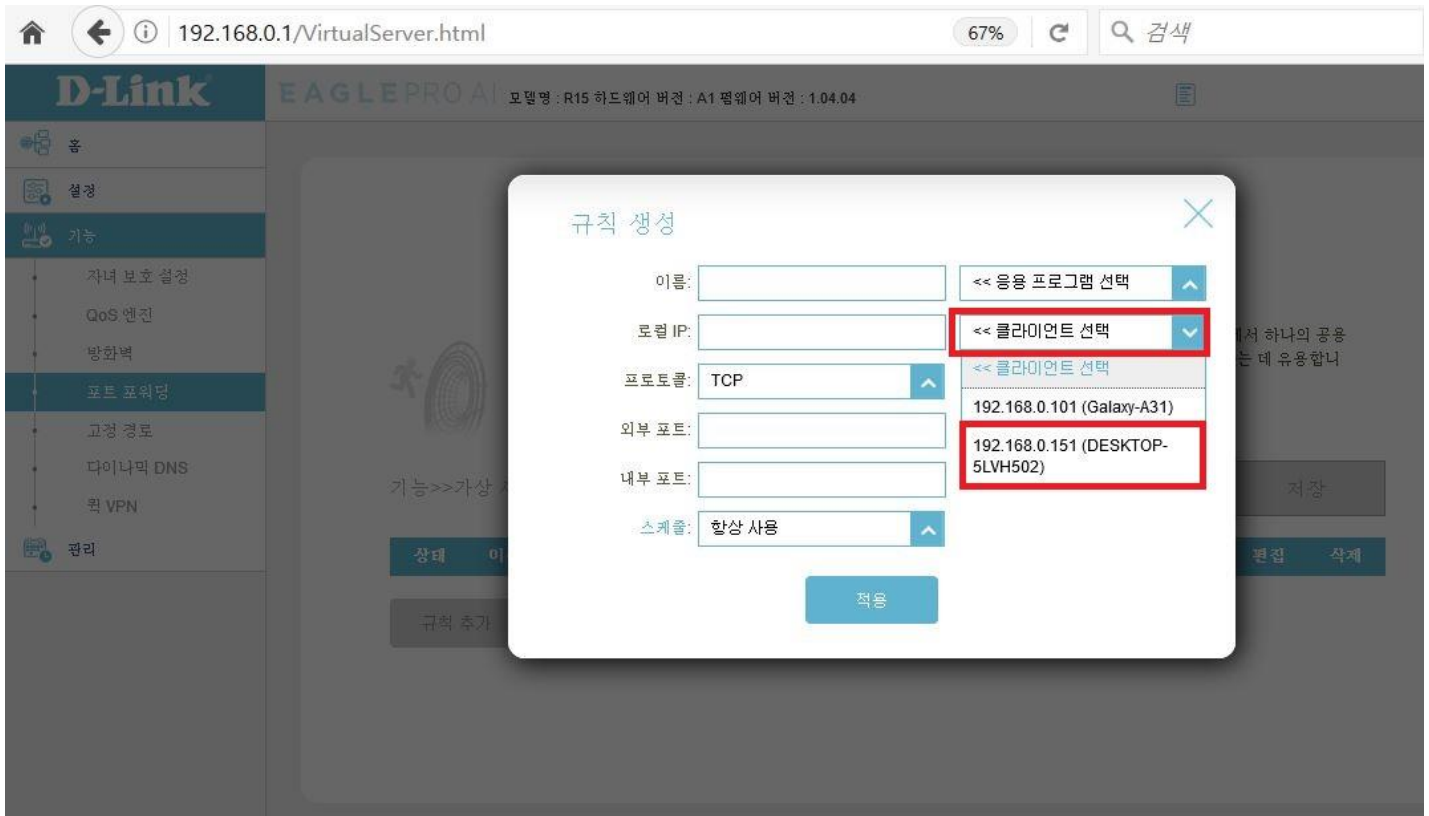 192.168.0.1/VirtualServer.html
67%
검색
D-Link
EAGLE PRO AI
모델명 : R15 하드웨어 버전 : A1 펌웨어 버전 : 1.04.04
홈
설정
기능
자녀 보호 설정
QoS 엔진
방화벽
포트 포워딩
고정 경로
다이나믹 DNS
퀵 VPN
관리
규칙 생성
이름:
<< 응용 프로그램 선택
로컬 IP:
<< 클라이언트 선택
<< 클라이언트 선택
192.168.0.101 (Galaxy-A31)
192.168.0.151 (DESKTOP-
5LVH502)
프로토콜:
TCP
외부 포트:
내부 포트:
스케줄:
항상 사용
적용
하나의 공용
데 유용합니
기능>>가상
저장
상태
편집
삭제
규칙 추가